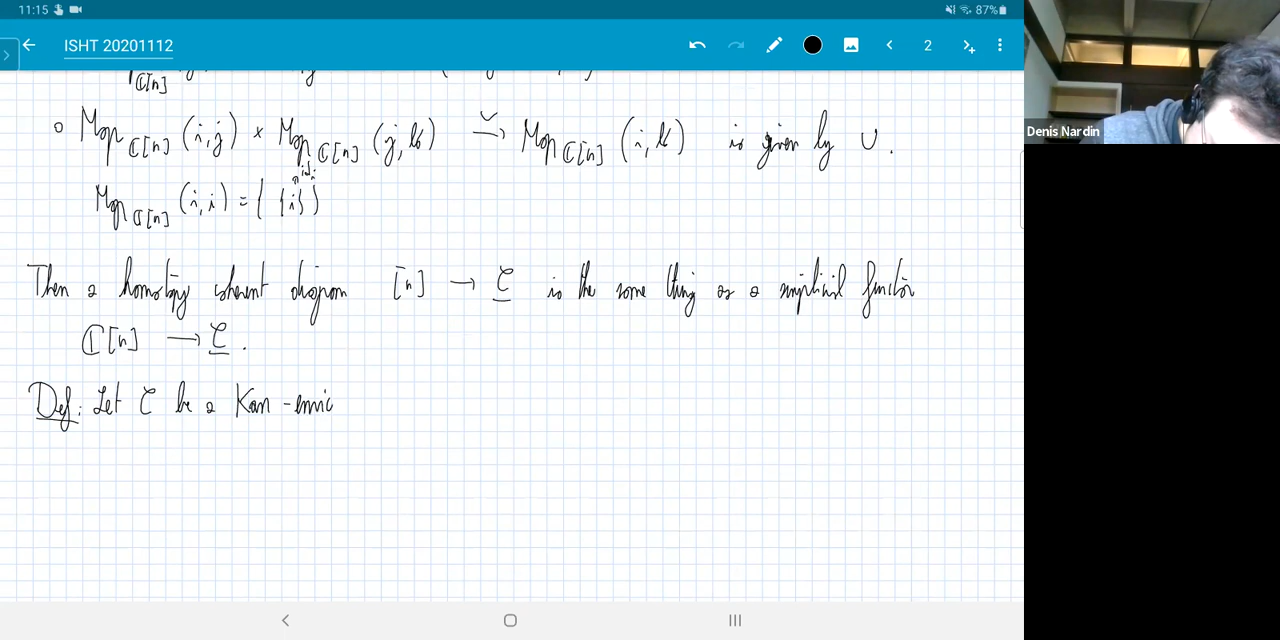 11:15 87%
ISHT 20201112
2
ℂ[n]
∘ Map_ℂ[n] (i,j) × Map_ℂ[n] (j,k) → Map_ℂ[n] (i,k) is given by ∪.
Map_ℂ[n] (i,i) = { {i} }
Then a homotopy coherent diagram [n] → C is the same thing as a simplicial functor
ℂ[n] → C.
Def: Let C be a Kan-enric
Denis Nardin